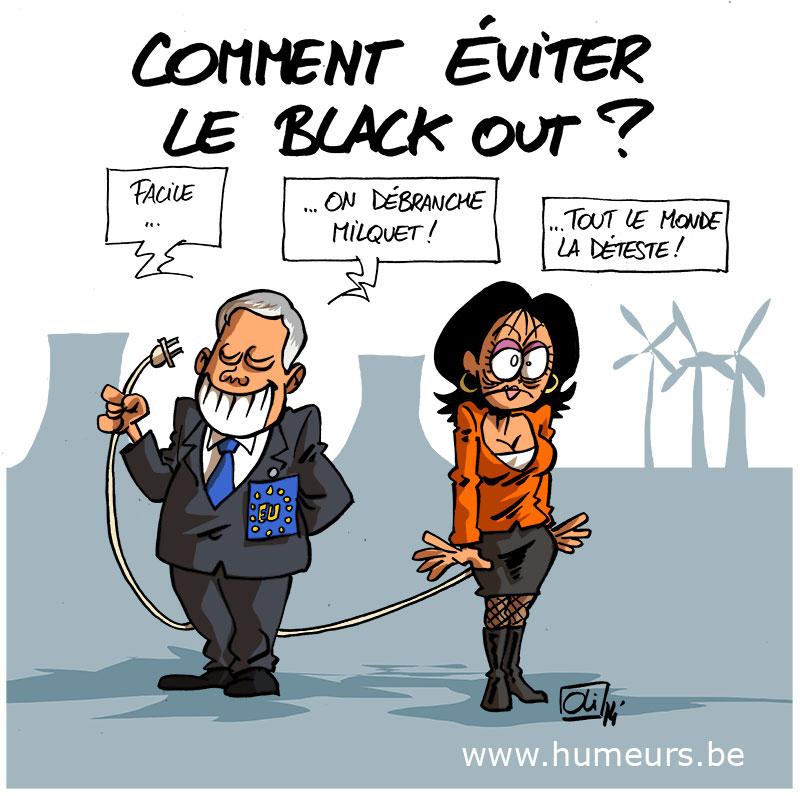 COMMENT ÉVITER
LE BLACK OUT ?
FACILE
...
...ON DÉBRANCHE
MILQUET !
...TOUT LE MONDE
LA DÉTESTE !
EU
OLi 14
www.humeurs.be